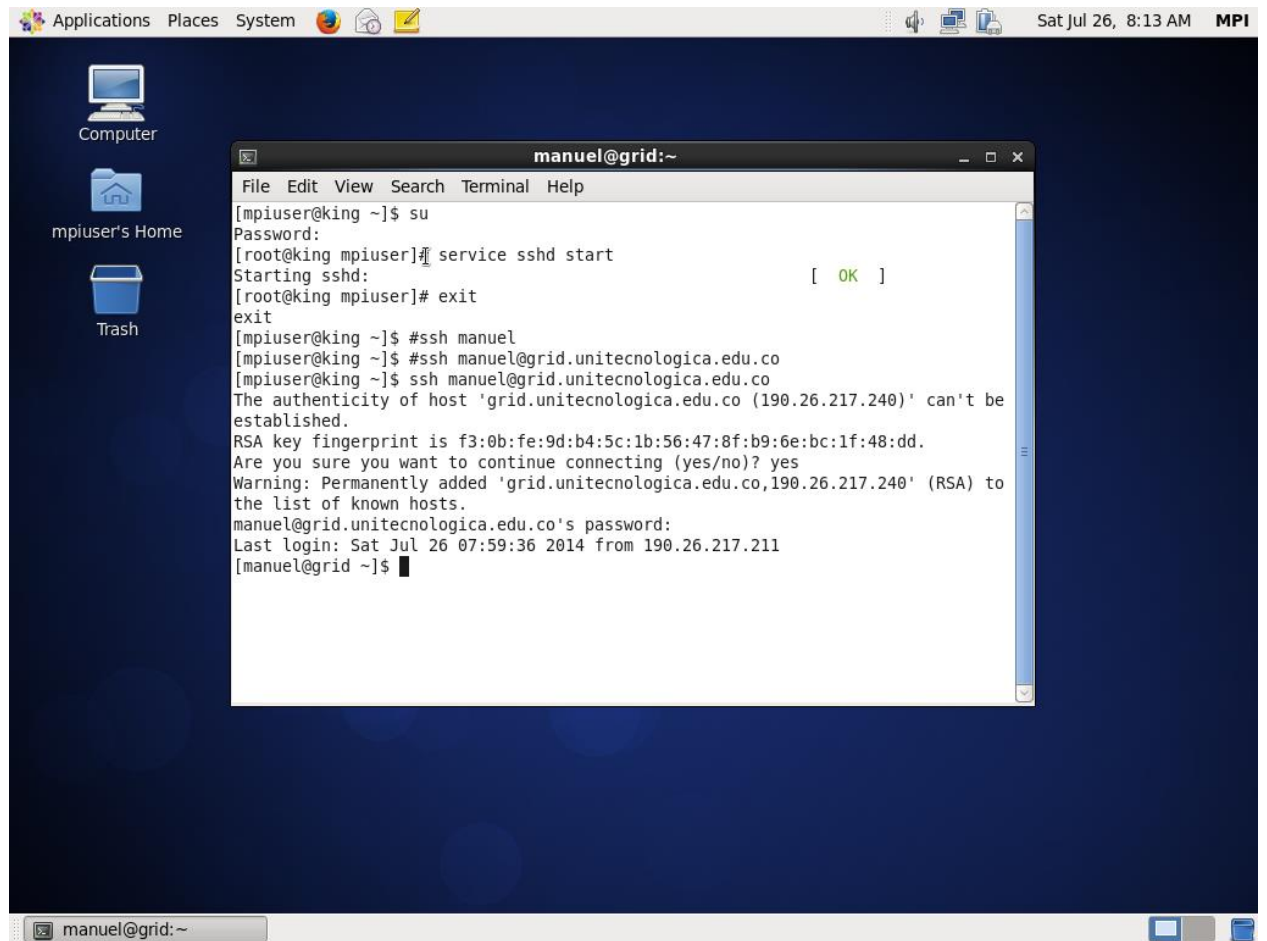 Applications Places System Sat Jul 26, 8:13 AM MPI
Computer
mpiuser's Home
Trash
manuel@grid:~
File Edit View Search Terminal Help
[mpiuser@king ~]$ su
Password:
[root@king mpiuser]# service sshd start
Starting sshd: [ OK ]
[root@king mpiuser]# exit
exit
[mpiuser@king ~]$ #ssh manuel
[mpiuser@king ~]$ #ssh manuel@grid.unitecnologica.edu.co
[mpiuser@king ~]$ ssh manuel@grid.unitecnologica.edu.co
The authenticity of host 'grid.unitecnologica.edu.co (190.26.217.240)' can't be
established.
RSA key fingerprint is f3:0b:fe:9d:b4:5c:1b:56:47:8f:b9:6e:bc:1f:48:dd.
Are you sure you want to continue connecting (yes/no)? yes
Warning: Permanently added 'grid.unitecnologica.edu.co,190.26.217.240' (RSA) to
the list of known hosts.
manuel@grid.unitecnologica.edu.co's password:
Last login: Sat Jul 26 07:59:36 2014 from 190.26.217.211
[manuel@grid ~]$
manuel@grid:~